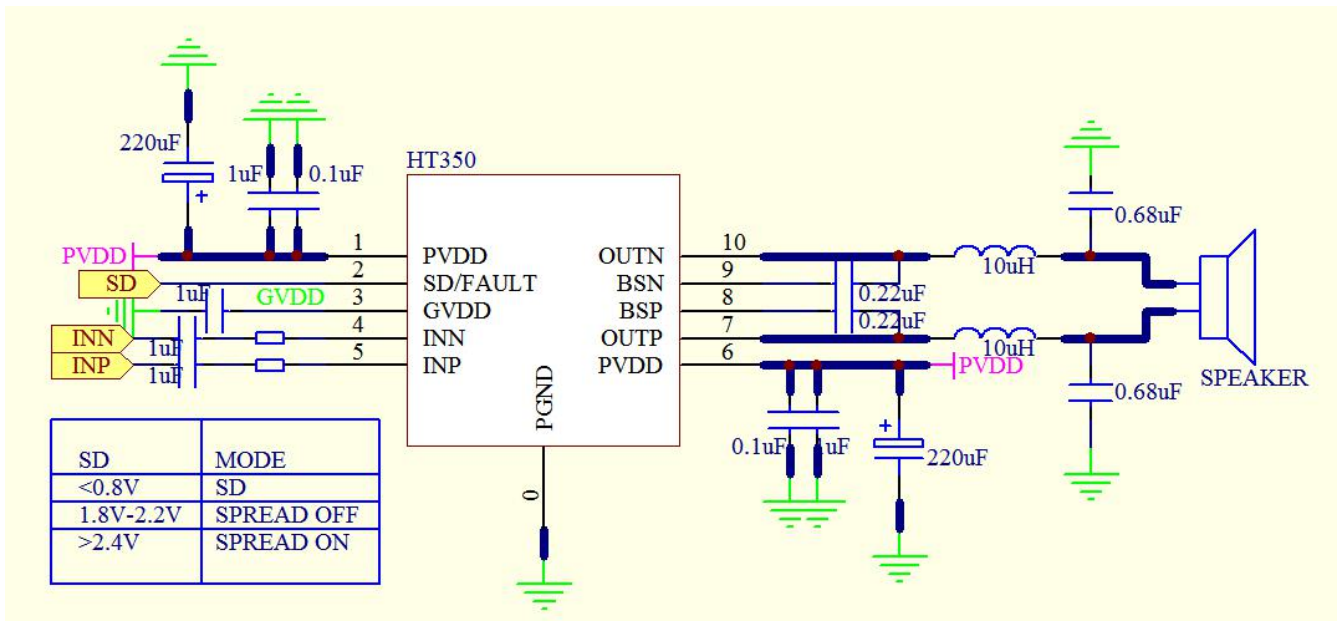 220uF
1uF
0.1uF
HT350
PVDD
1
PVDD
SD
2
SD/FAULT
1uF
GVDD
3
GVDD
INN
1uF
4
INN
INP
1uF
5
INP
OUTN
10
BSN
9
BSP
8
OUTP
7
PVDD
6
PGND
0
0.22uF
0.22uF
10uH
10uH
0.68uF
0.68uF
PVDD
0.1uF
1uF
220uF
SPEAKER
SD MODE
<0.8V SD
1.8V-2.2V SPREAD OFF
>2.4V SPREAD ON